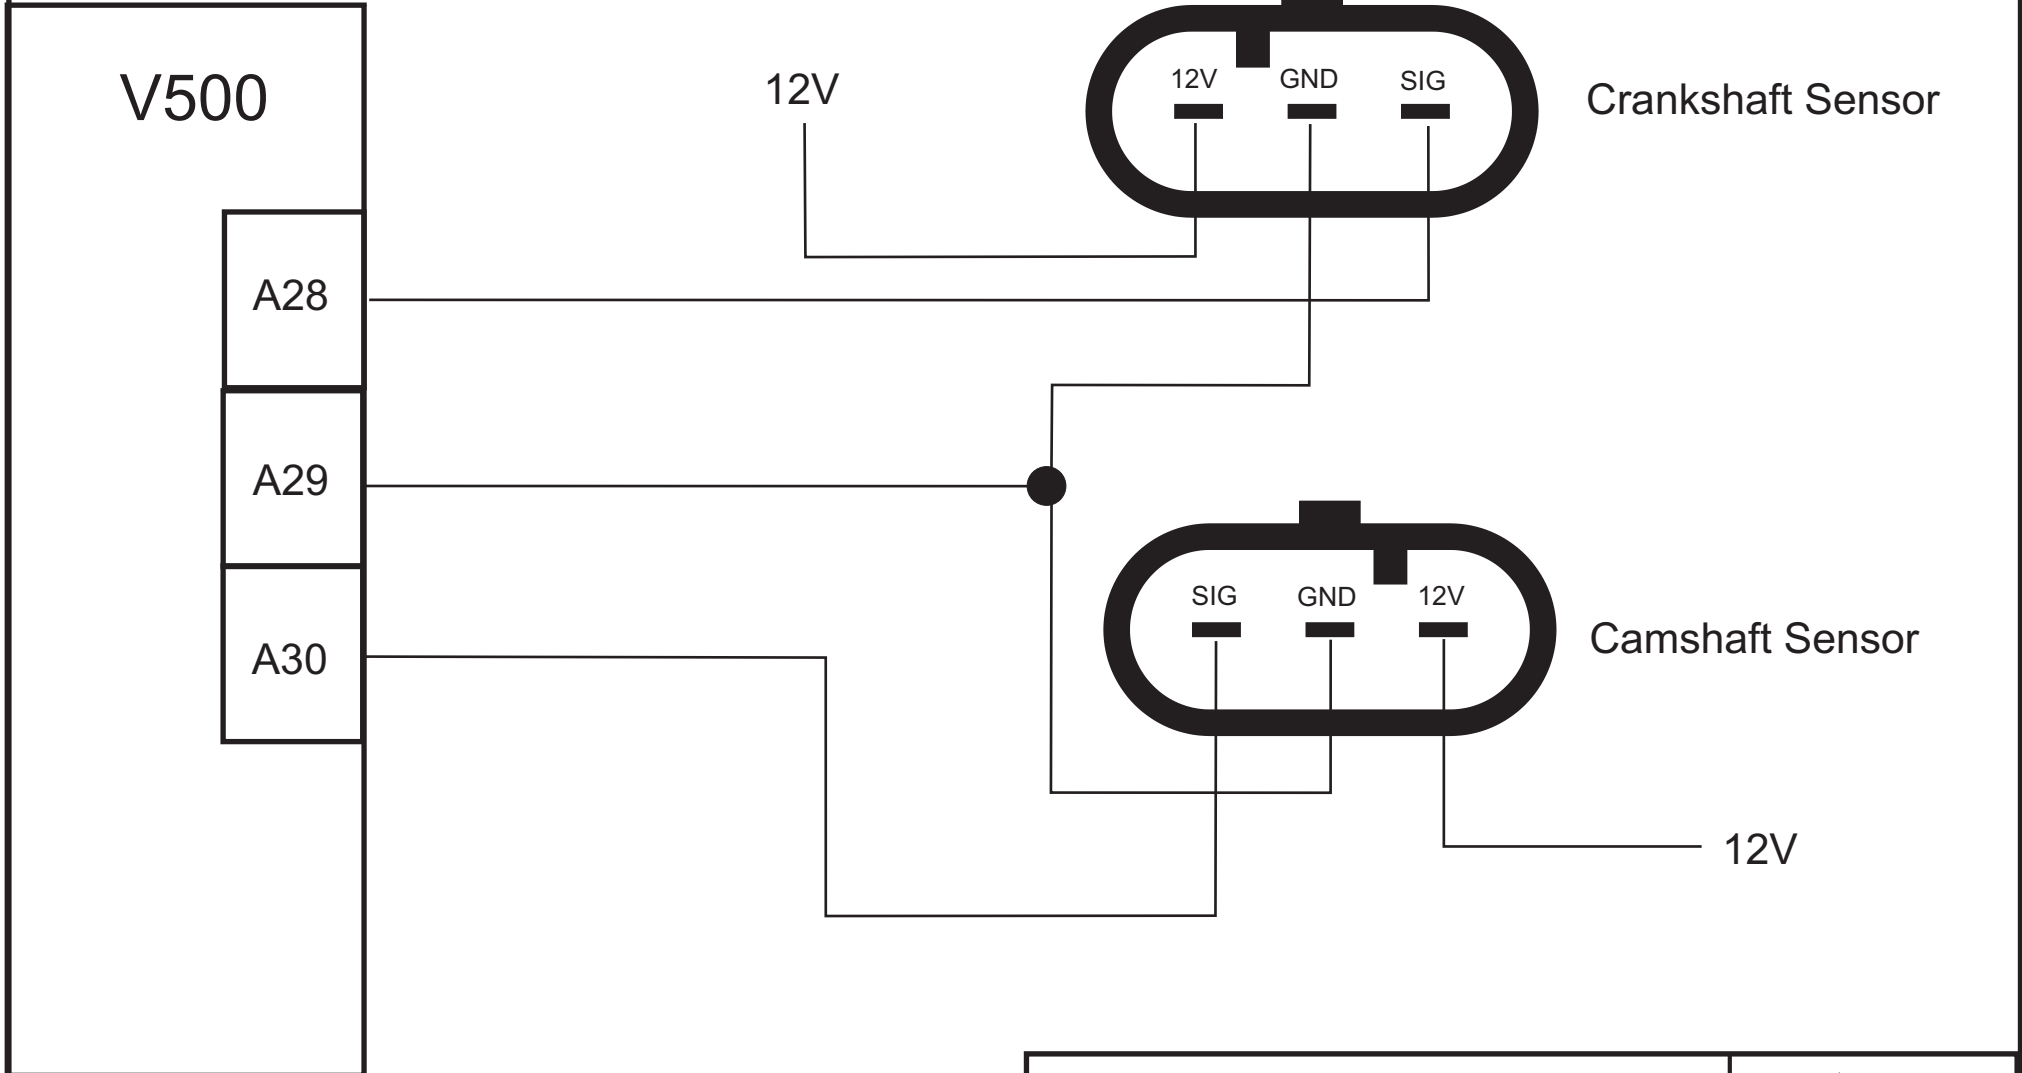 V500
12V
12V GND SIG
Crankshaft Sensor
A28
A29
A30
SIG GND 12V
Camshaft Sensor
12V